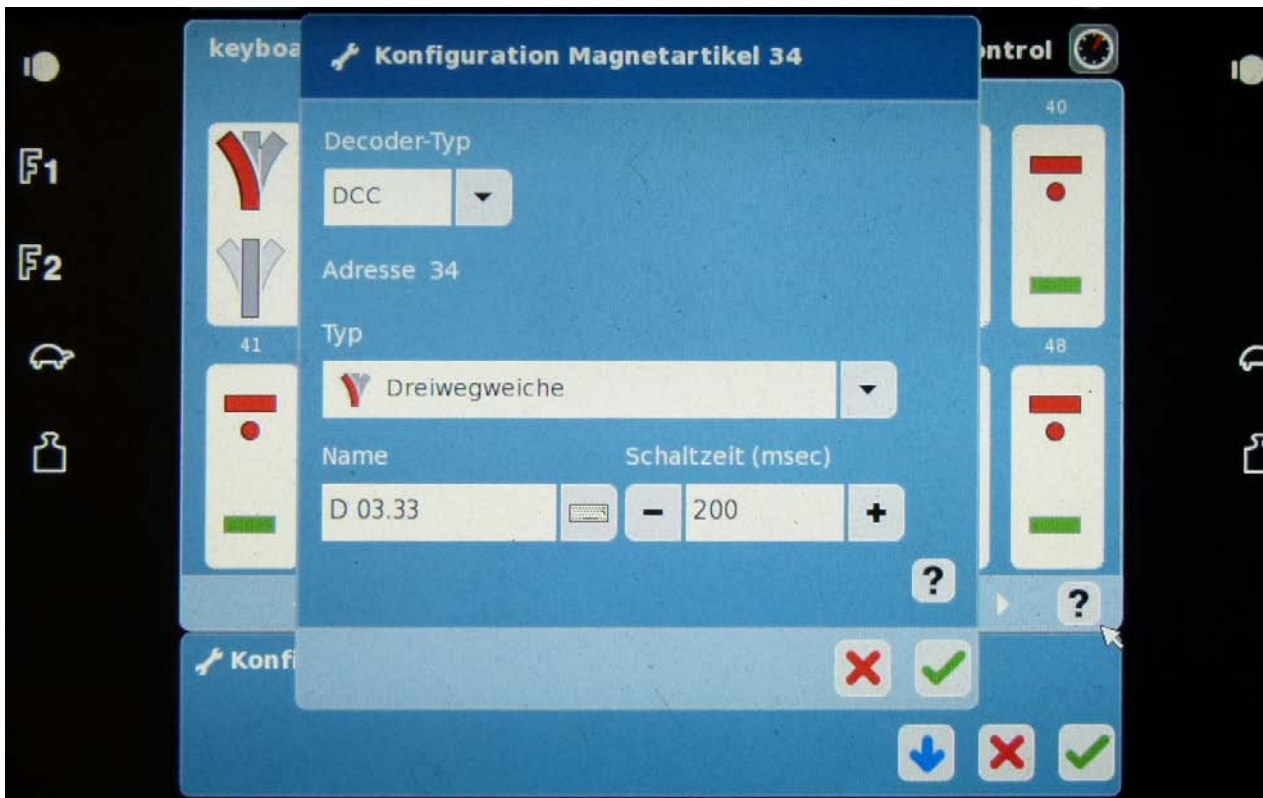 keyboa
Konfiguration Magnetartikel 34
ntrol
F1
F2
40
Decoder-Typ
DCC
Adresse 34
Typ
Dreiwegweiche
41
48
Name
Schaltzeit (msec)
D 03.33
-
200
+
?
?
Konfi